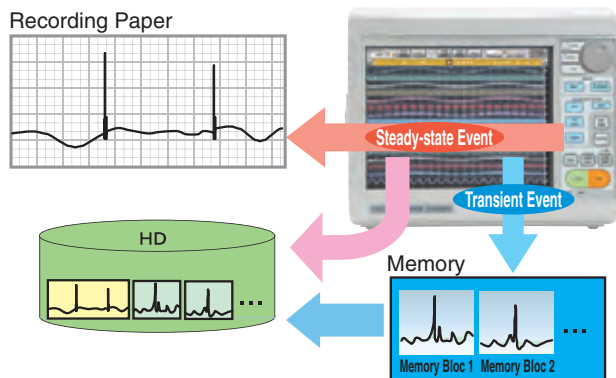 Recording Paper
Steady-state Event
Transient Event
HD
Memory
Memory Bloc 1
Memory Bloc 2